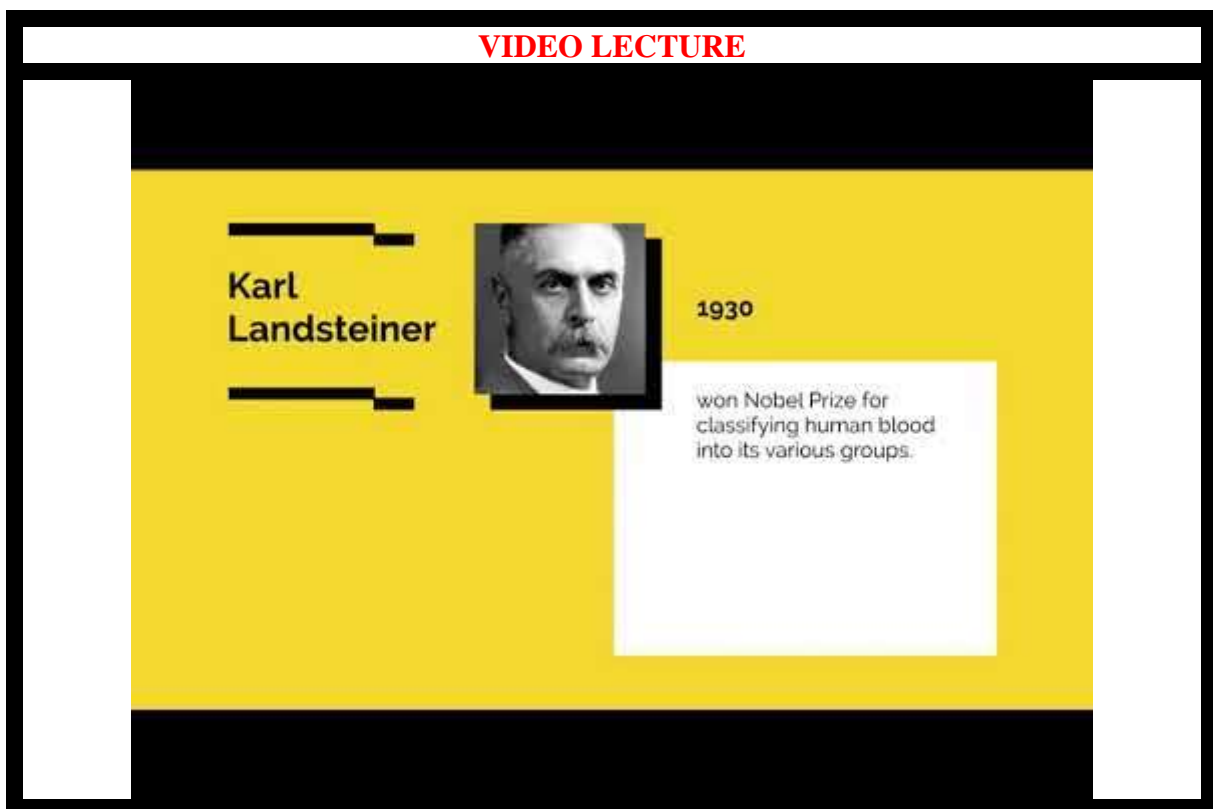 VIDEO LECTURE
Karl
Landsteiner
1930
won Nobel Prize for
classifying human blood
into its various groups.